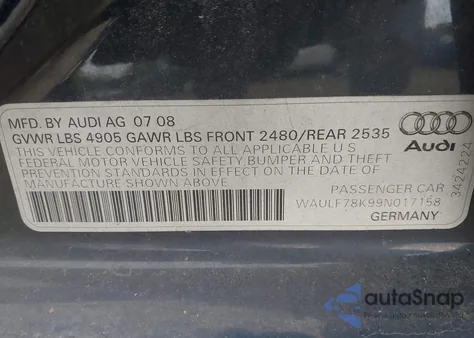 MFD. BY AUDI AG 07 08
GVWR LBS 4905 GAWR LBS FRONT 2480/REAR 2535
THIS VEHICLE CONFORMS TO ALL APPLICABLE U S
FEDERAL MOTOR VEHICLE SAFETY, BUMPER AND THEFT
PREVENTION STANDARDS IN EFFECT ON THE DATE OF
MANUFACTURE SHOWN ABOVE.
Audi
3424224
PASSENGER CAR
WAULF78K99N017158
GERMANY
autoSnap